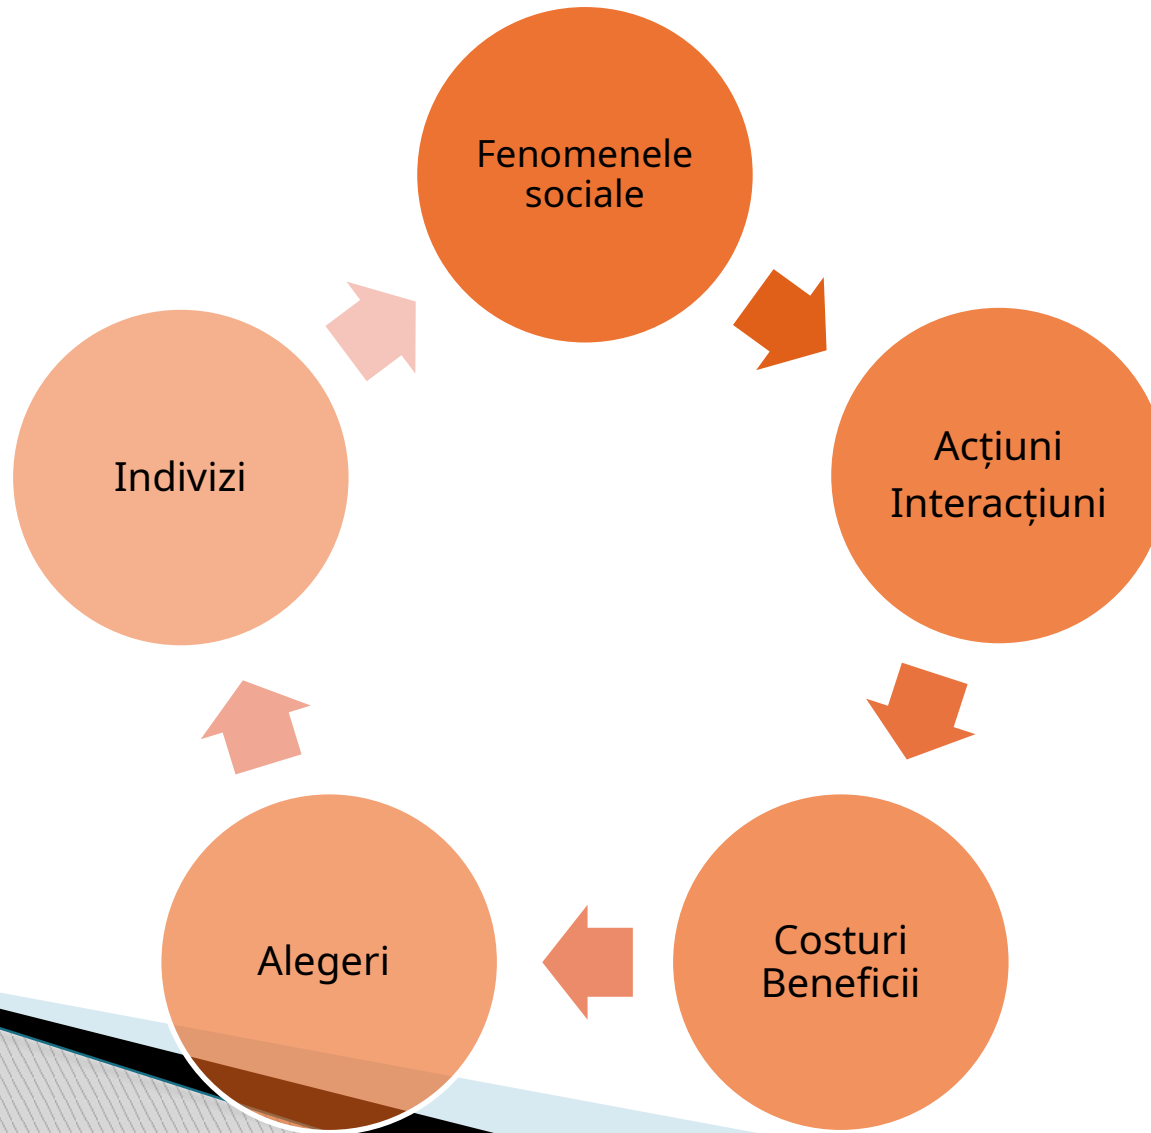 Fenomenele
sociale
Acțiuni
Interacțiuni
Costuri
Beneficii
Alegeri
Indivizi